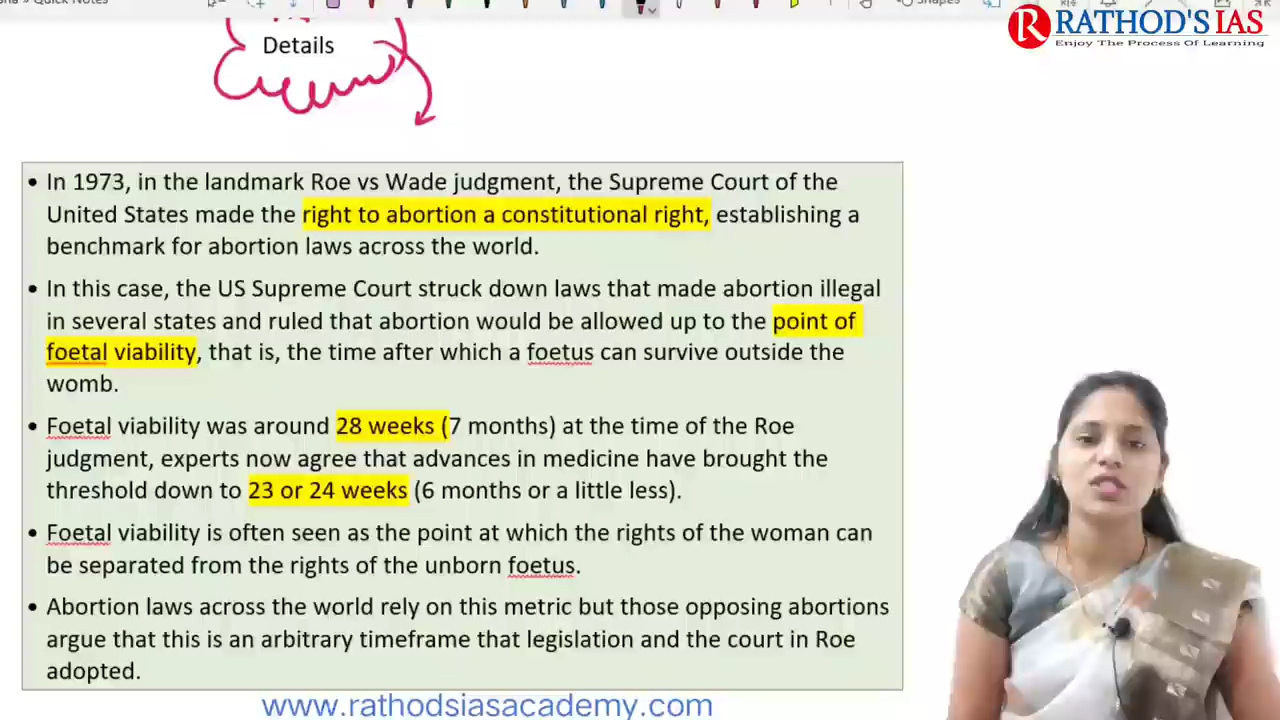 Quick Notes
Shapes
RATHOD'S IAS
Enjoy The Process Of Learning
Details
• In 1973, in the landmark Roe vs Wade judgment, the Supreme Court of the
United States made the right to abortion a constitutional right, establishing a
benchmark for abortion laws across the world.
• In this case, the US Supreme Court struck down laws that made abortion illegal
in several states and ruled that abortion would be allowed up to the point of
foetal viability, that is, the time after which a foetus can survive outside the
womb.
• Foetal viability was around 28 weeks (7 months) at the time of the Roe
judgment, experts now agree that advances in medicine have brought the
threshold down to 23 or 24 weeks (6 months or a little less).
• Foetal viability is often seen as the point at which the rights of the woman can
be separated from the rights of the unborn foetus.
• Abortion laws across the world rely on this metric but those opposing abortions
argue that this is an arbitrary timeframe that legislation and the court in Roe
adopted.
www.rathodsiasacademy.com